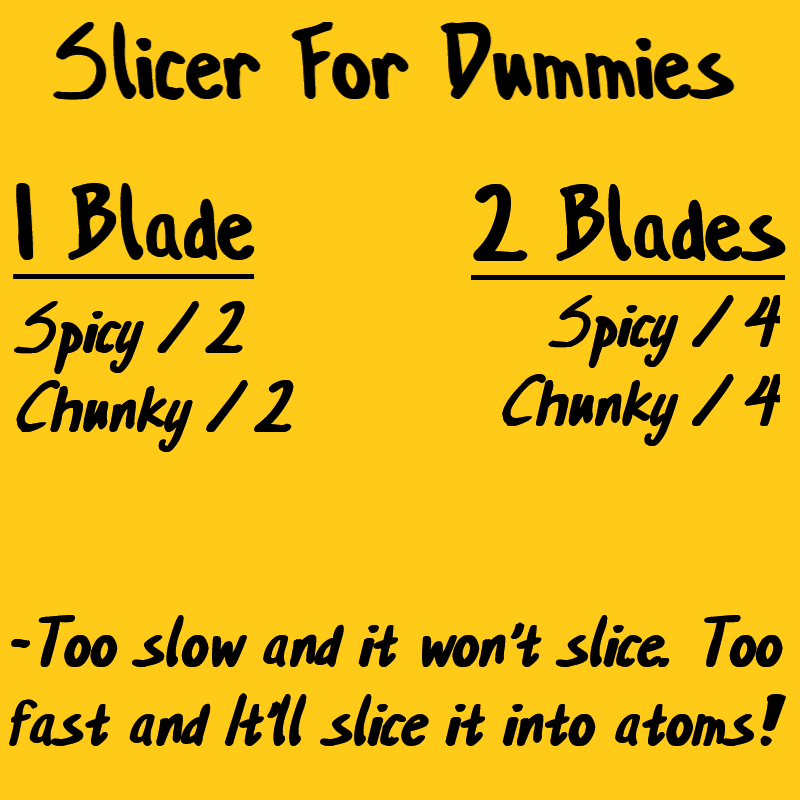 Slicer For Dummies
1 Blade
Spicy / 2
Chunky / 2
2 Blades
Spicy / 4
Chunky / 4
-Too slow and it won't slice. Too
fast and It'll slice it into atoms!